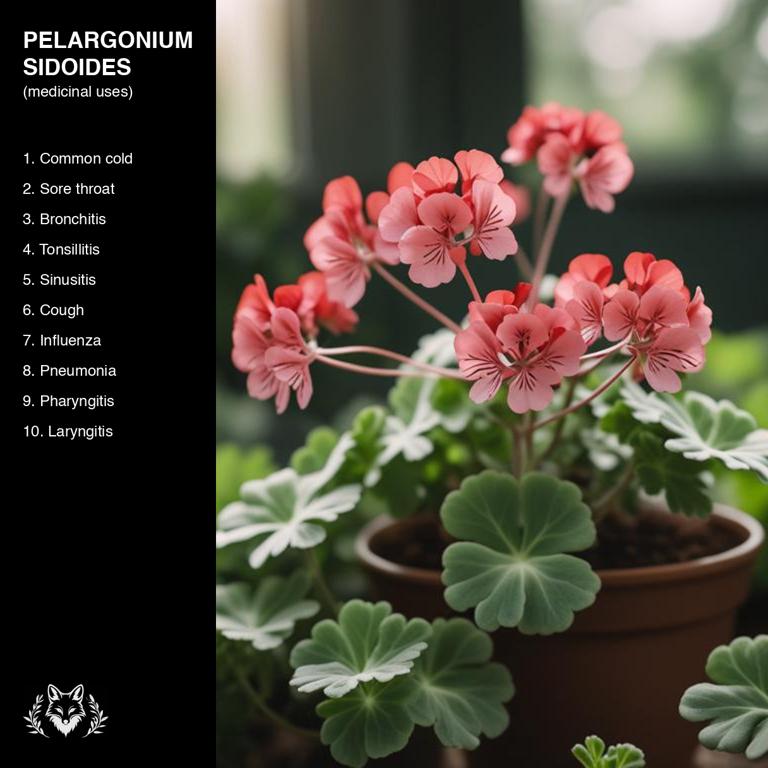 PELARGONIUM
SIDOIDES
(medicinal uses)
1. Common cold
2. Sore throat
3. Bronchitis
4. Tonsillitis
5. Sinusitis
6. Cough
7. Influenza
8. Pneumonia
9. Pharyngitis
10. Laryngitis